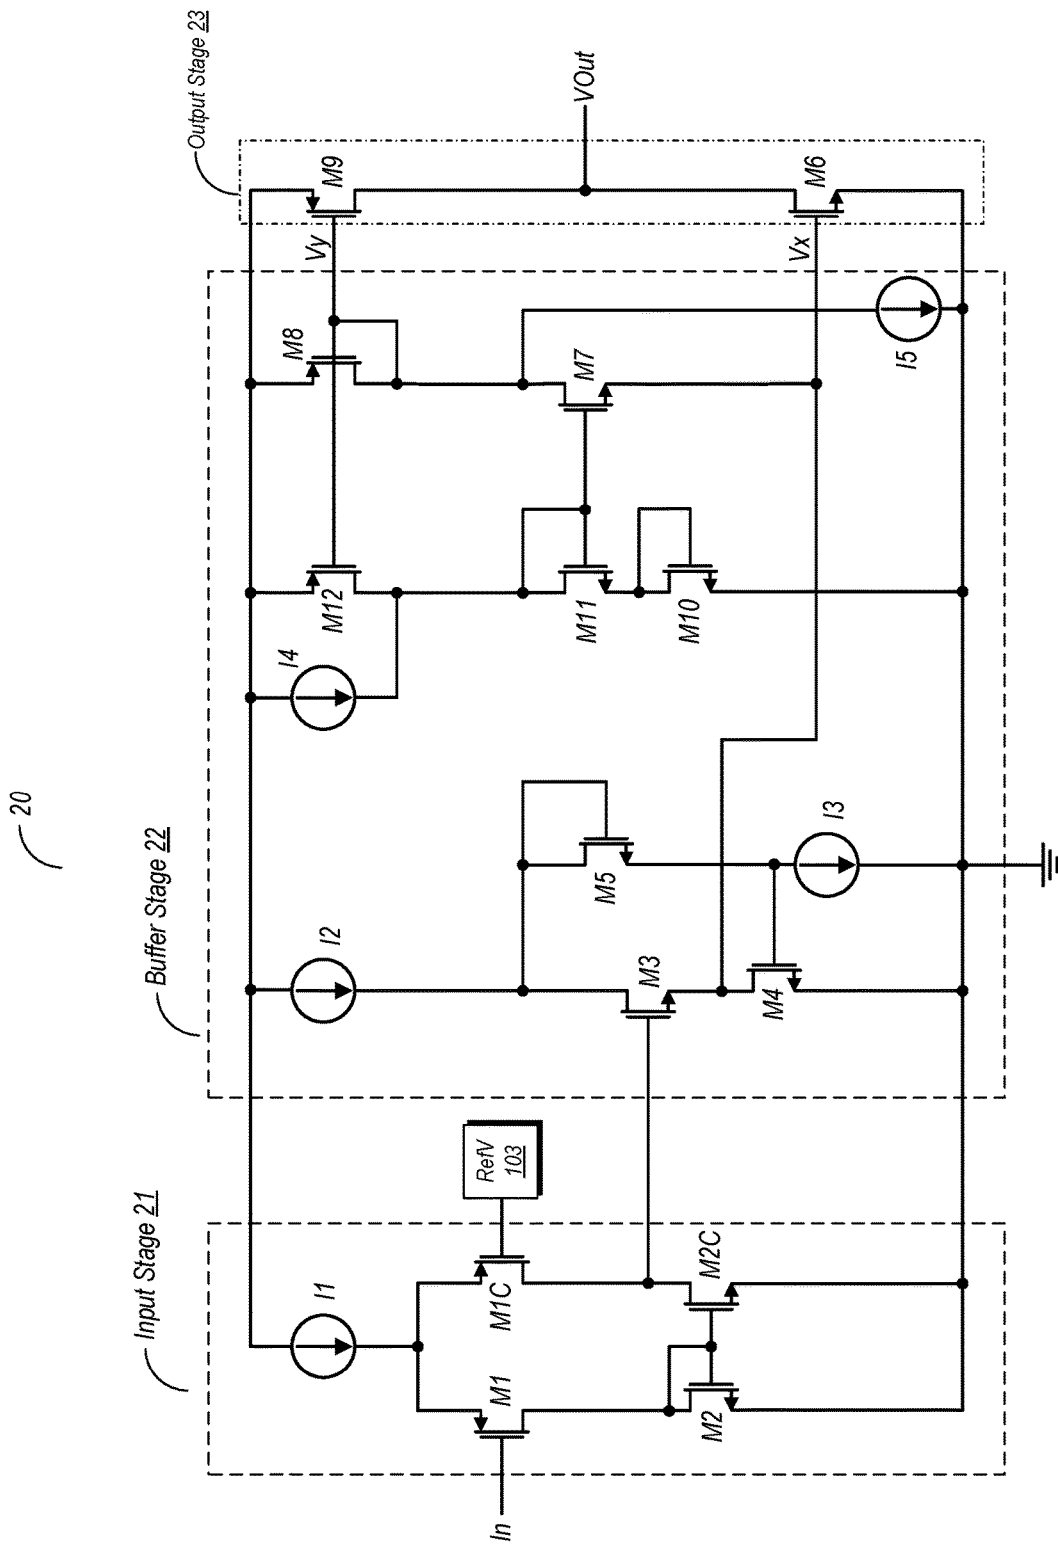 20
Input Stage 21
Buffer Stage 22
Output Stage 23
I1
I2
I4
M12
M8
Vy
M9
In
M1
M1C
RefV
103
M3
M5
M11
M7
VOut
M2
M2C
M4
I3
M10
I5
Vx
M6